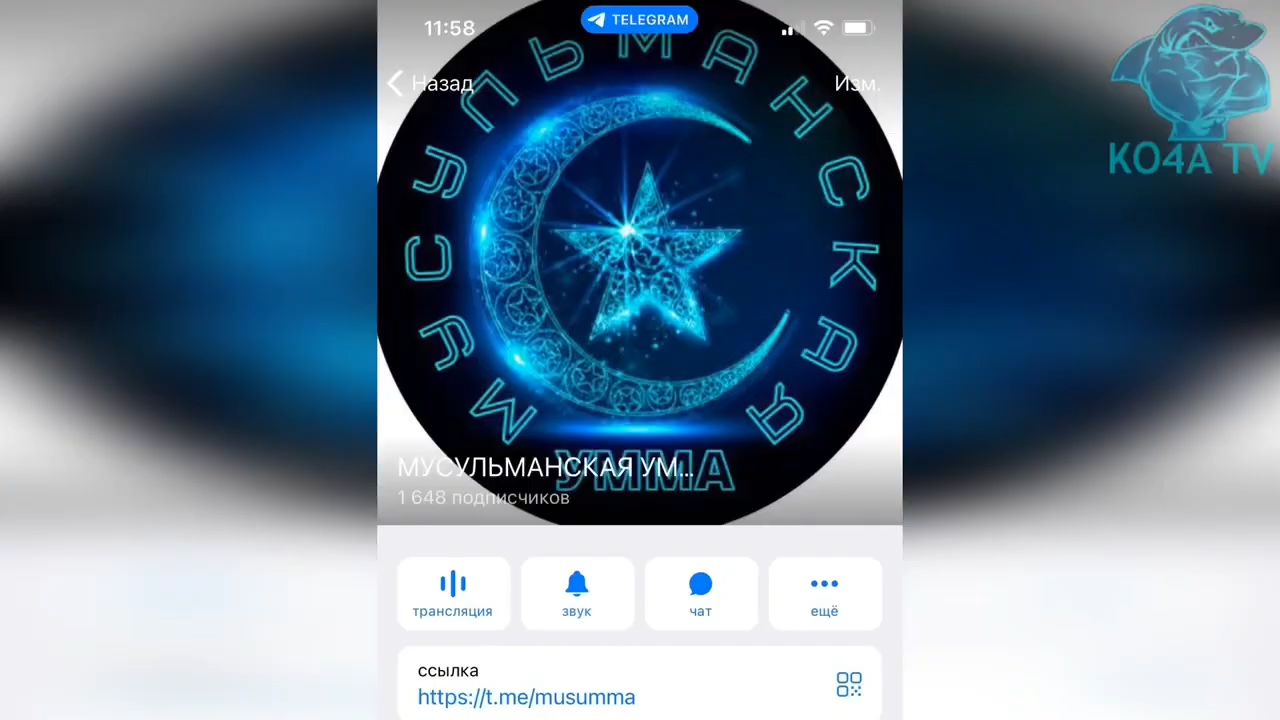 11:58
TELEGRAM
Назад
Изм.
МУСУЛЬМАНСКАЯ
УММА
МУСУЛЬМАНСКАЯ УМ...
1 648 подписчиков
трансляция
звук
чат
ещё
ссылка
https://t.me/musumma
KO4A TV